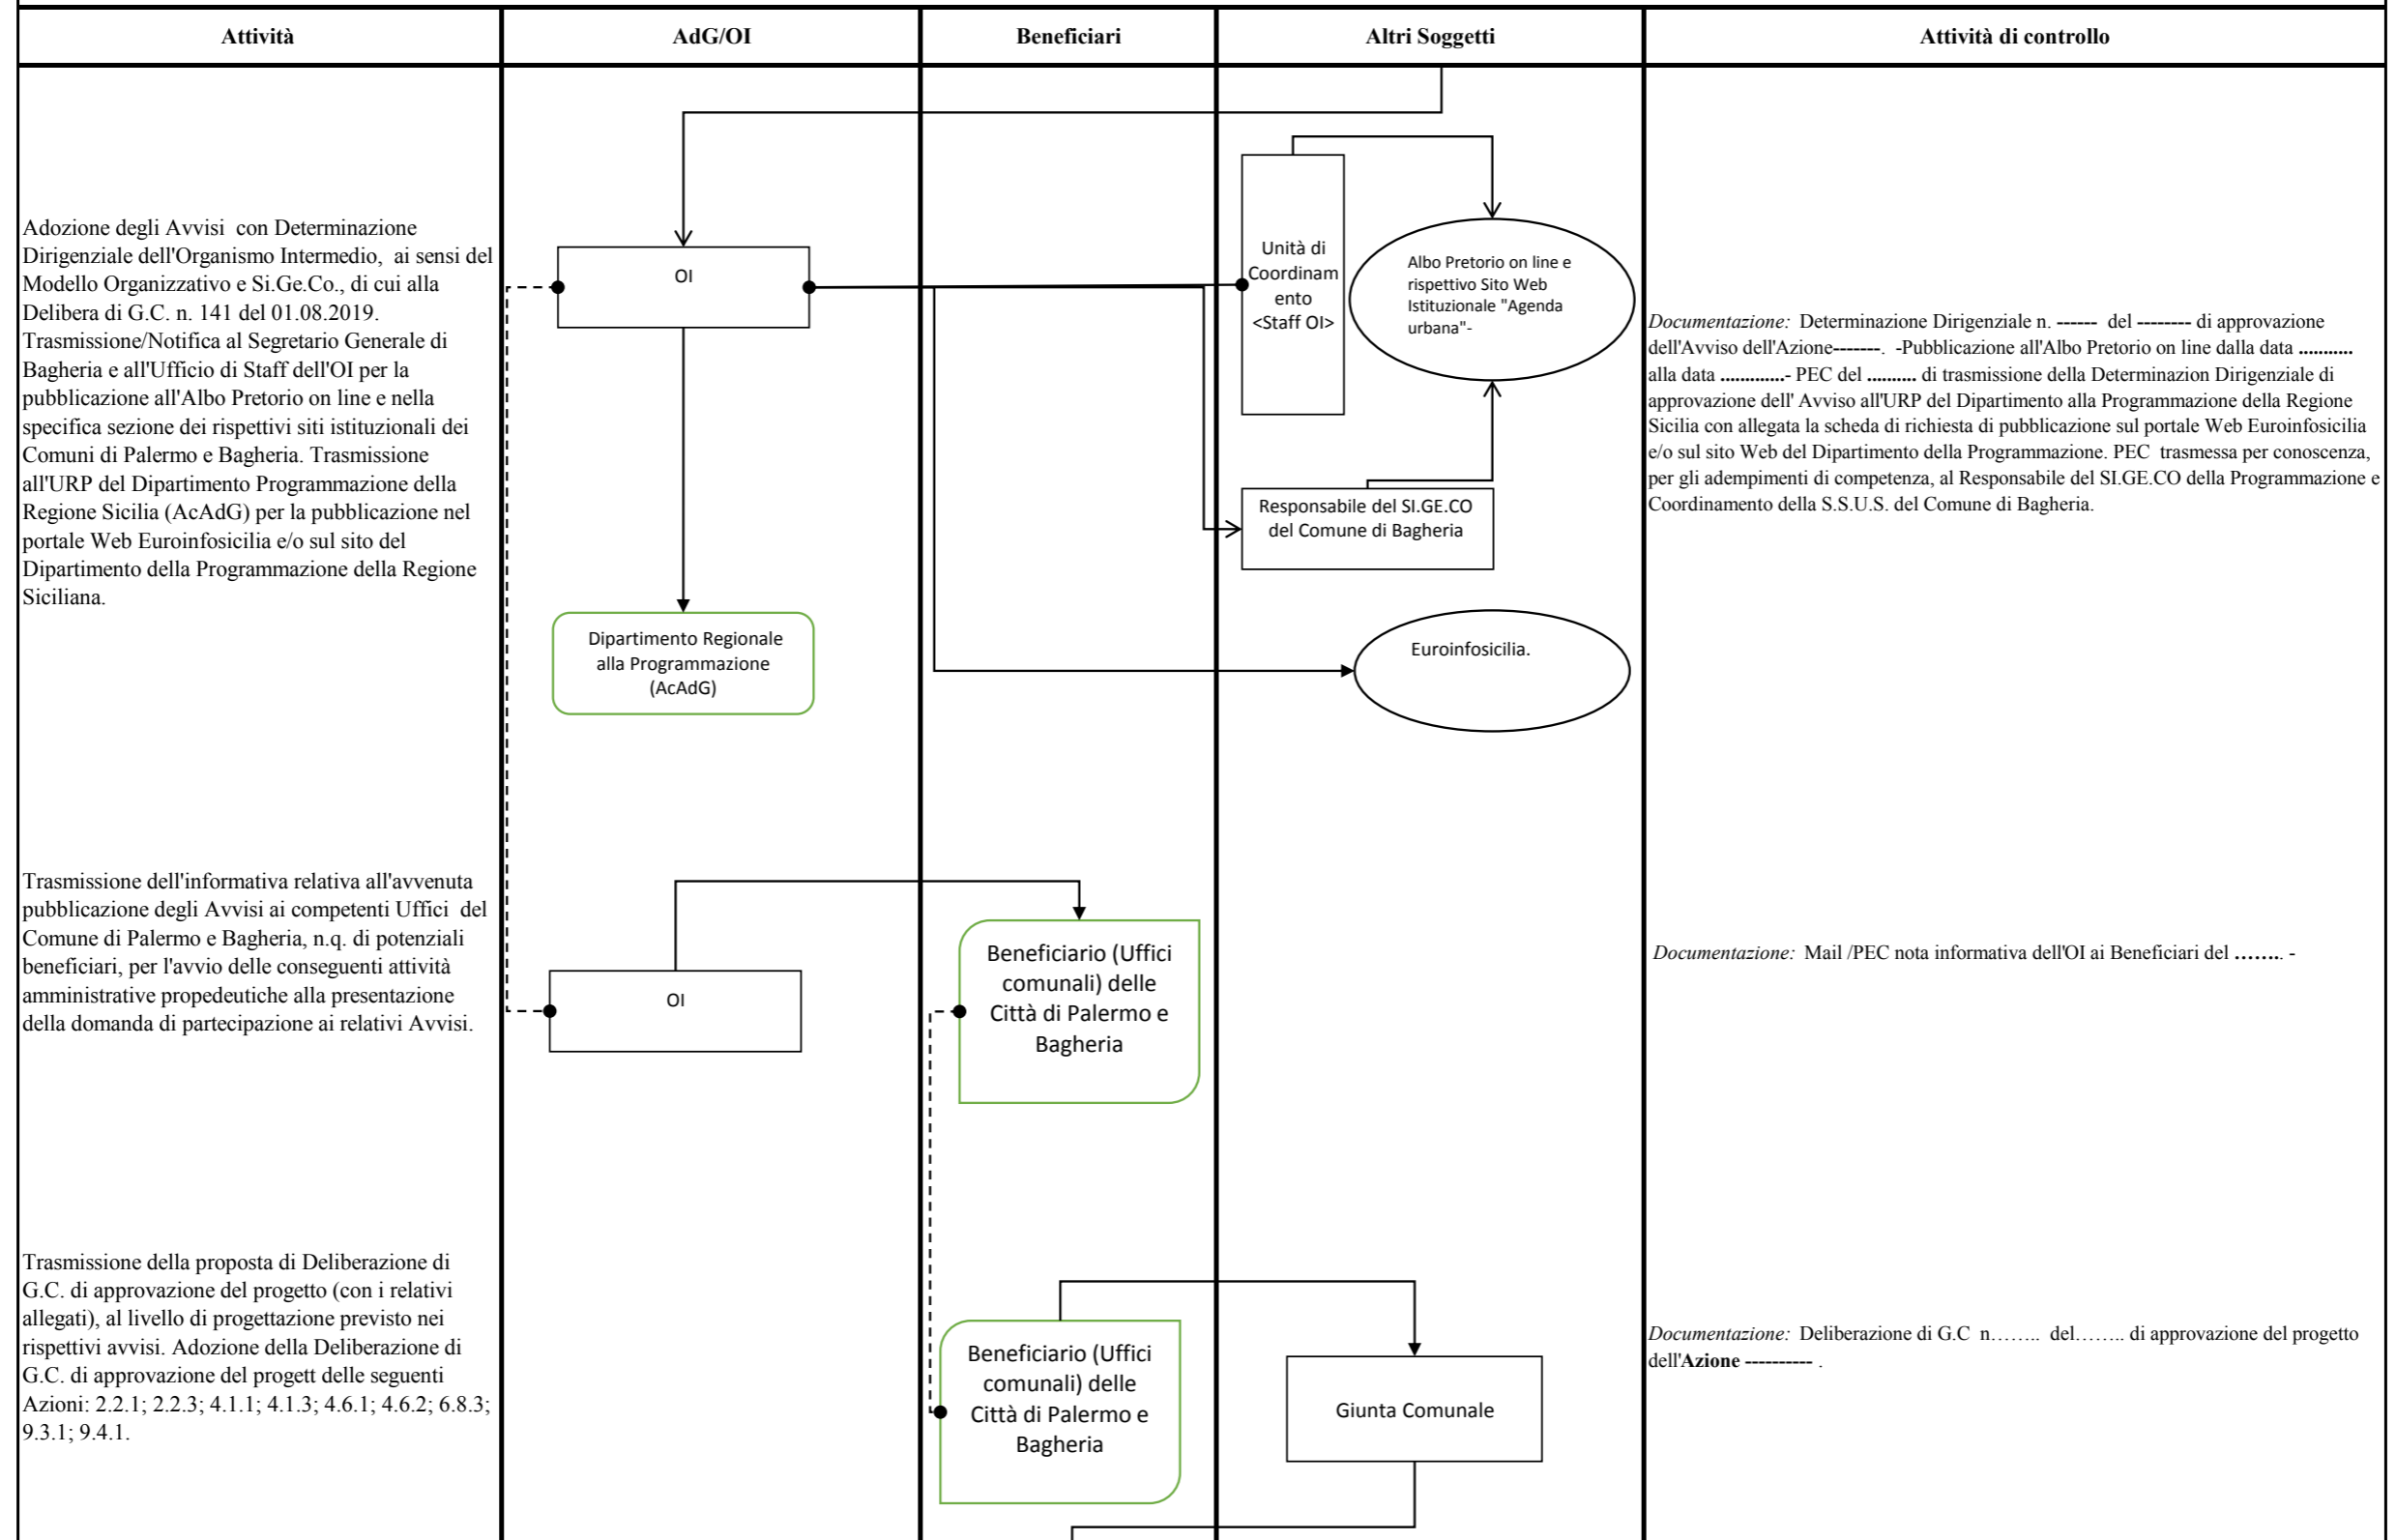 Attività
AdG/OI
Beneficiari
Altri Soggetti
Attività di controllo
Adozione degli Avvisi  con Determinazione
Dirigenziale dell'Organismo Intermedio,  ai sensi del
Modello Organizzativo e Si.Ge.Co., di cui alla
Delibera di G.C. n. 141 del 01.08.2019.
Trasmissione/Notifica al Segretario Generale di
Bagheria e all'Ufficio di Staff dell'OI per la
pubblicazione all'Albo Pretorio on line e nella
specifica sezione dei rispettivi siti istituzionali dei
Comuni di Palermo e Bagheria. Trasmissione
all'URP del Dipartimento Programmazione della
Regione Sicilia (AcAdG) per la pubblicazione nel
portale Web Euroinfosicilia e/o sul sito del
Dipartimento della Programmazione della Regione
Siciliana.
OI
Dipartimento Regionale
alla Programmazione
(AcAdG)
Unità di
Coordinam
ento
<Staff OI>
Albo Pretorio on line e
rispettivo Sito Web
Istituzionale "Agenda
urbana"-
Responsabile del SI.GE.CO
del Comune di Bagheria
Euroinfosicilia.
Documentazione:  Determinazione Dirigenziale n. ------  del -------- di approvazione
dell'Avviso dell'Azione-------.  -Pubblicazione all'Albo Pretorio on line dalla data ...........
alla data .............- PEC del .......... di trasmissione della Determinazion Dirigenziale di
approvazione dell' Avviso all'URP del Dipartimento alla Programmazione della Regione
Sicilia con allegata la scheda di richiesta di pubblicazione sul portale Web Euroinfosicilia
e/o sul sito Web del Dipartimento della Programmazione. PEC  trasmessa per conoscenza,
per gli adempimenti di competenza, al Responsabile del SI.GE.CO della Programmazione e
Coordinamento della S.S.U.S. del Comune di Bagheria.
Trasmissione dell'informativa relativa all'avvenuta
pubblicazione degli Avvisi ai competenti Uffici  del
Comune di Palermo e Bagheria, n.q. di potenziali
beneficiari, per l'avvio delle conseguenti attività
amministrative propedeutiche alla presentazione
della domanda di partecipazione ai relativi Avvisi.
OI
Beneficiario (Uffici
comunali) delle
Città di Palermo e
Bagheria
Documentazione:  Mail /PEC nota informativa dell'OI ai Beneficiari del ……. -
Trasmissione della proposta di Deliberazione di
G.C. di approvazione del progetto (con i relativi
allegati), al livello di progettazione previsto nei
rispettivi avvisi. Adozione della Deliberazione di
G.C. di approvazione del progett delle seguenti
Azioni: 2.2.1; 2.2.3; 4.1.1; 4.1.3; 4.6.1; 4.6.2; 6.8.3;
9.3.1; 9.4.1.
Beneficiario (Uffici
comunali) delle
Città di Palermo e
Bagheria
Giunta Comunale
Documentazione:  Deliberazione di G.C  n…….. del…….. di approvazione del progetto
dell'Azione ---------- .